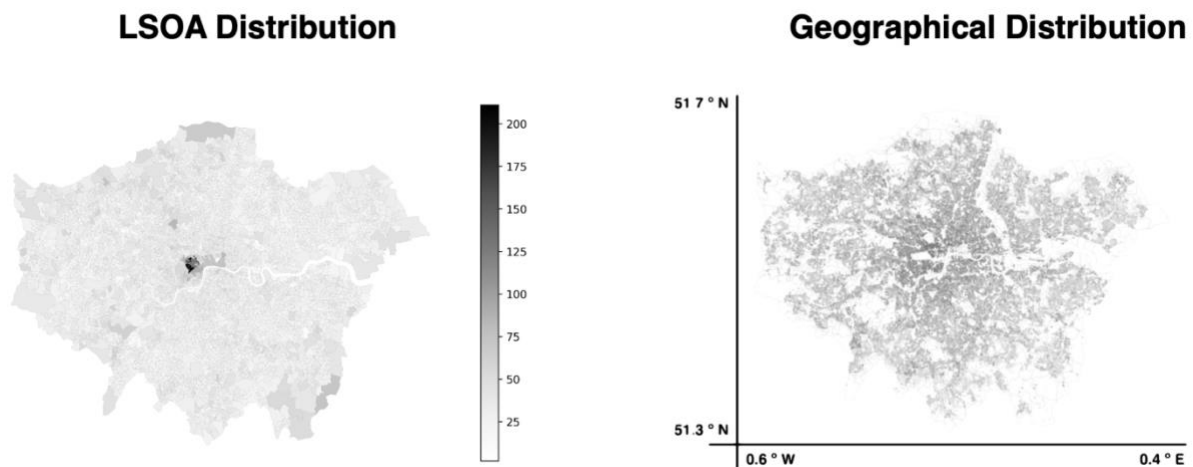 LSOA Distribution
200
175
150
125
100
75
50
25
Geographical Distribution
51 7 ° N
51.3 ° N
0.6 ° W
0.4 ° E